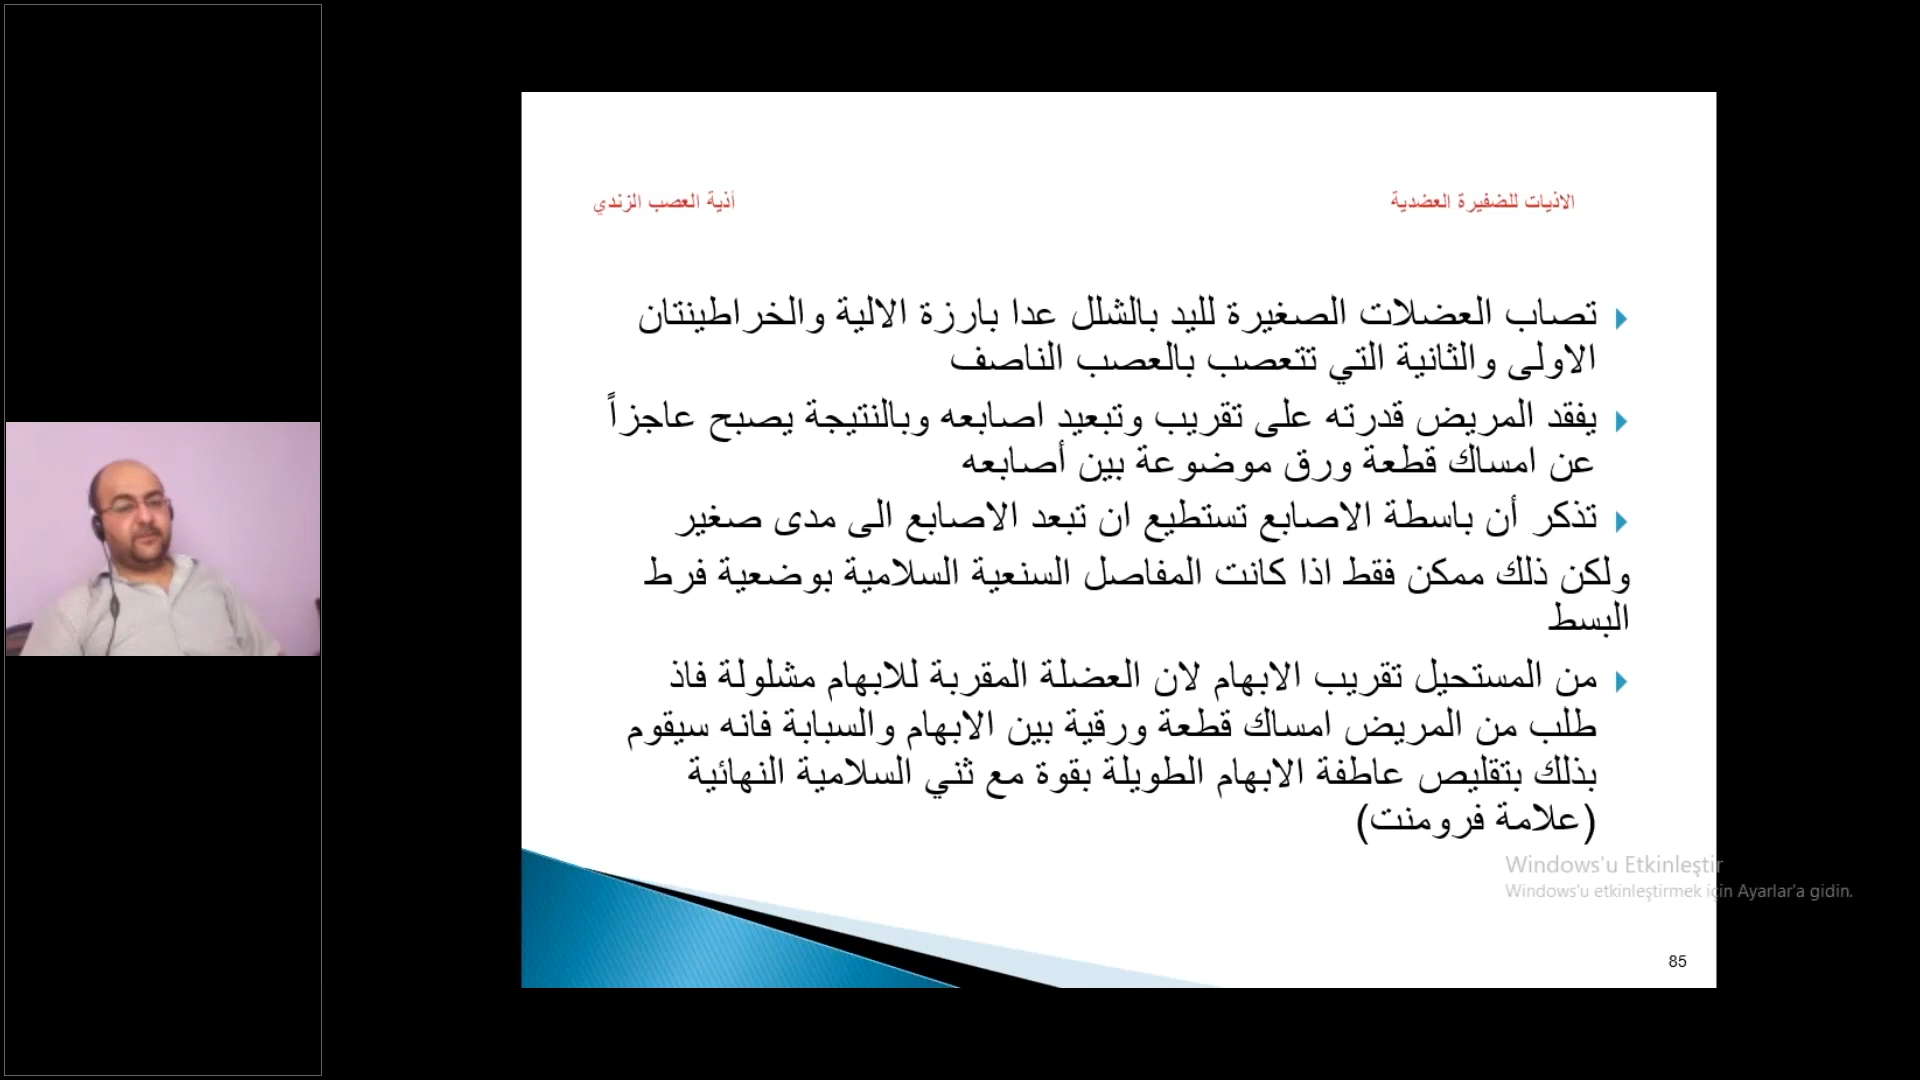 الاذيات للضفيرة العضدية
أذية العصب الزندي
تصاب العضلات الصغيرة لليد بالشلل عدا بارزة الالية والخراطينتان
الاولى والثانية التي تتعصب بالعصب الناصف
يفقد المريض قدرته على تقريب وتبعيد اصابعه وبالنتيجة يصبح عاجزاً
عن امساك قطعة ورق موضوعة بين أصابعه
تذكر أن باسطة الاصابع تستطيع ان تبعد الاصابع الى مدى صغير
ولكن ذلك ممكن فقط اذا كانت المفاصل السنعية السلامية بوضعية فرط
البسط
من المستحيل تقريب الابهام لان العضلة المقربة للابهام مشلولة فاذ
طلب من المريض امساك قطعة ورقية بين الابهام والسبابة فانه سيقوم
بذلك بتقليص عاطفة الابهام الطويلة بقوة مع ثني السلامية النهائية
(علامة فرومنت)
Windows'u Etkinleştir
Windows'u etkinleştirmek için Ayarlar'a gidin.
85